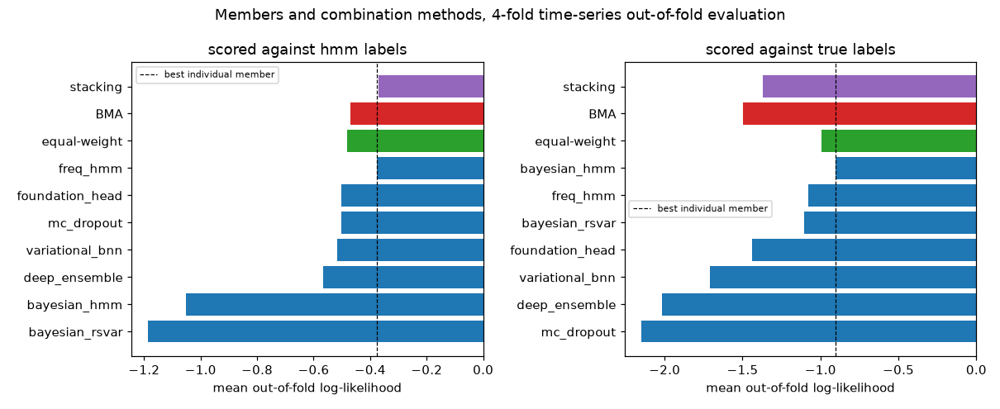 Members and combination methods, 4-fold time-series out-of-fold evaluation
scored against hmm labels
best individual member
stacking
BMA
equal-weight
freq_hmm
foundation_head
mc_dropout
variational_bnn
deep_ensemble
bayesian_hmm
bayesian_rsvar
−1.2 −1.0 −0.8 −0.6 −0.4 −0.2 0.0
mean out-of-fold log-likelihood
scored against true labels
stacking
BMA
equal-weight
bayesian_hmm
freq_hmm
best individual member
bayesian_rsvar
foundation_head
variational_bnn
deep_ensemble
mc_dropout
−2.0 −1.5 −1.0 −0.5 0.0
mean out-of-fold log-likelihood